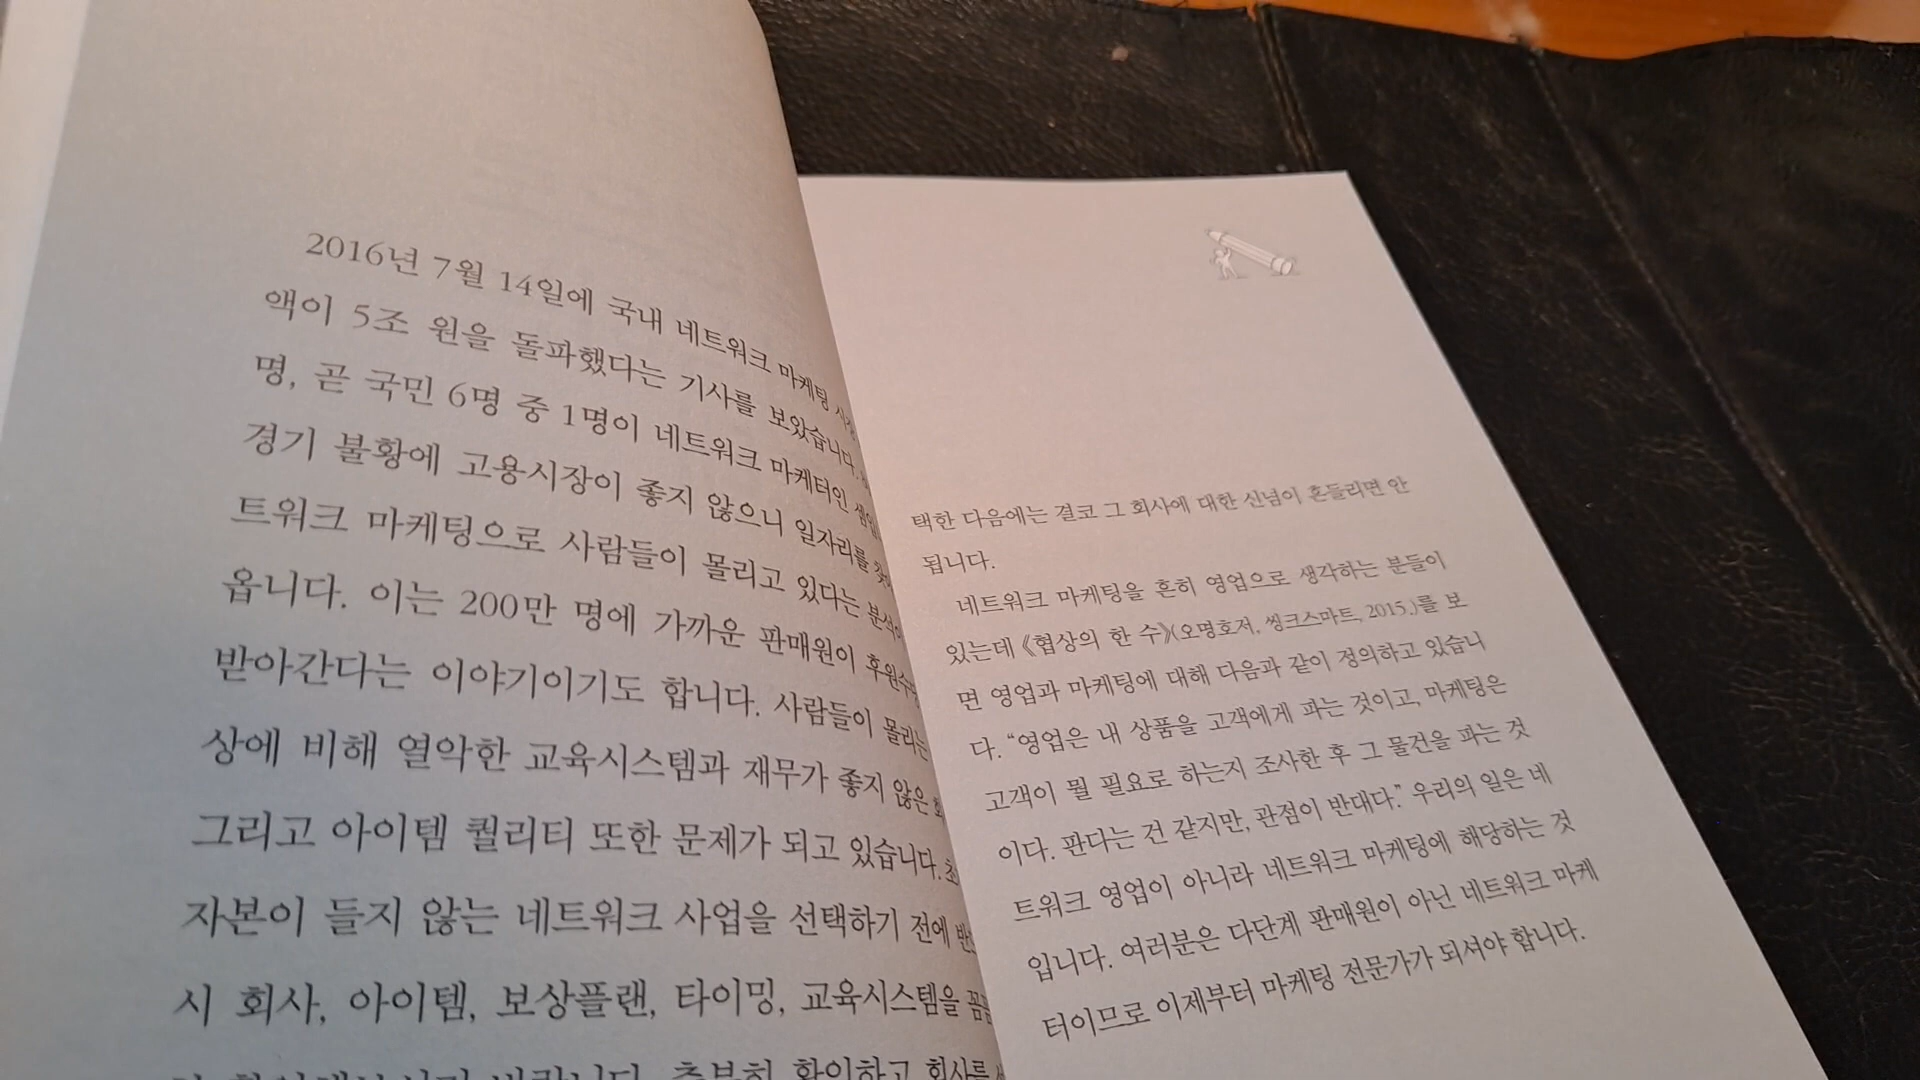 2016년 7월 14일에 국내 네트워크 마케팅
액이 5조 원을 돌파했다는 기사를 보았습니다.
명, 곧 국민 6명 중 1명이 네트워크 마케터인
경기 불황에 고용시장이 좋지 않으니 일자리를
트워크 마케팅으로 사람들이 몰리고 있다는
옵니다. 이는 200만 명에 가까운 판매원이
받아간다는 이야기이기도 합니다. 사람들이 몰리는
상에 비해 열악한 교육시스템과 재무가 좋지 않은
그리고 아이템 퀄리티 또한 문제가 되고 있습니다.
자본이 들지 않는 네트워크 사업을 선택하기 전에
시 회사, 아이템, 보상플랜, 타이밍, 교육시스템을
충분히 확인하고 회사를
택한 다음에는 결코 그 회사에 대한 신념이 흔들리면 안
됩니다.
네트워크 마케팅을 흔히 영업으로 생각하는 분들이
있는데 《협상의 한 수》(오명호저, 씽크스마트, 2015,)를 보
면 영업과 마케팅에 대해 다음과 같이 정의하고 있습니
다. “영업은 내 상품을 고객에게 파는 것이고, 마케팅은
고객이 뭘 필요로 하는지 조사한 후 그 물건을 파는 것
이다. 판다는 건 같지만, 관점이 반대다.” 우리의 일은 네
트워크 영업이 아니라 네트워크 마케팅에 해당하는 것
입니다. 여러분은 다단계 판매원이 아닌 네트워크 마케
터이므로 이제부터 마케팅 전문가가 되셔야 합니다.